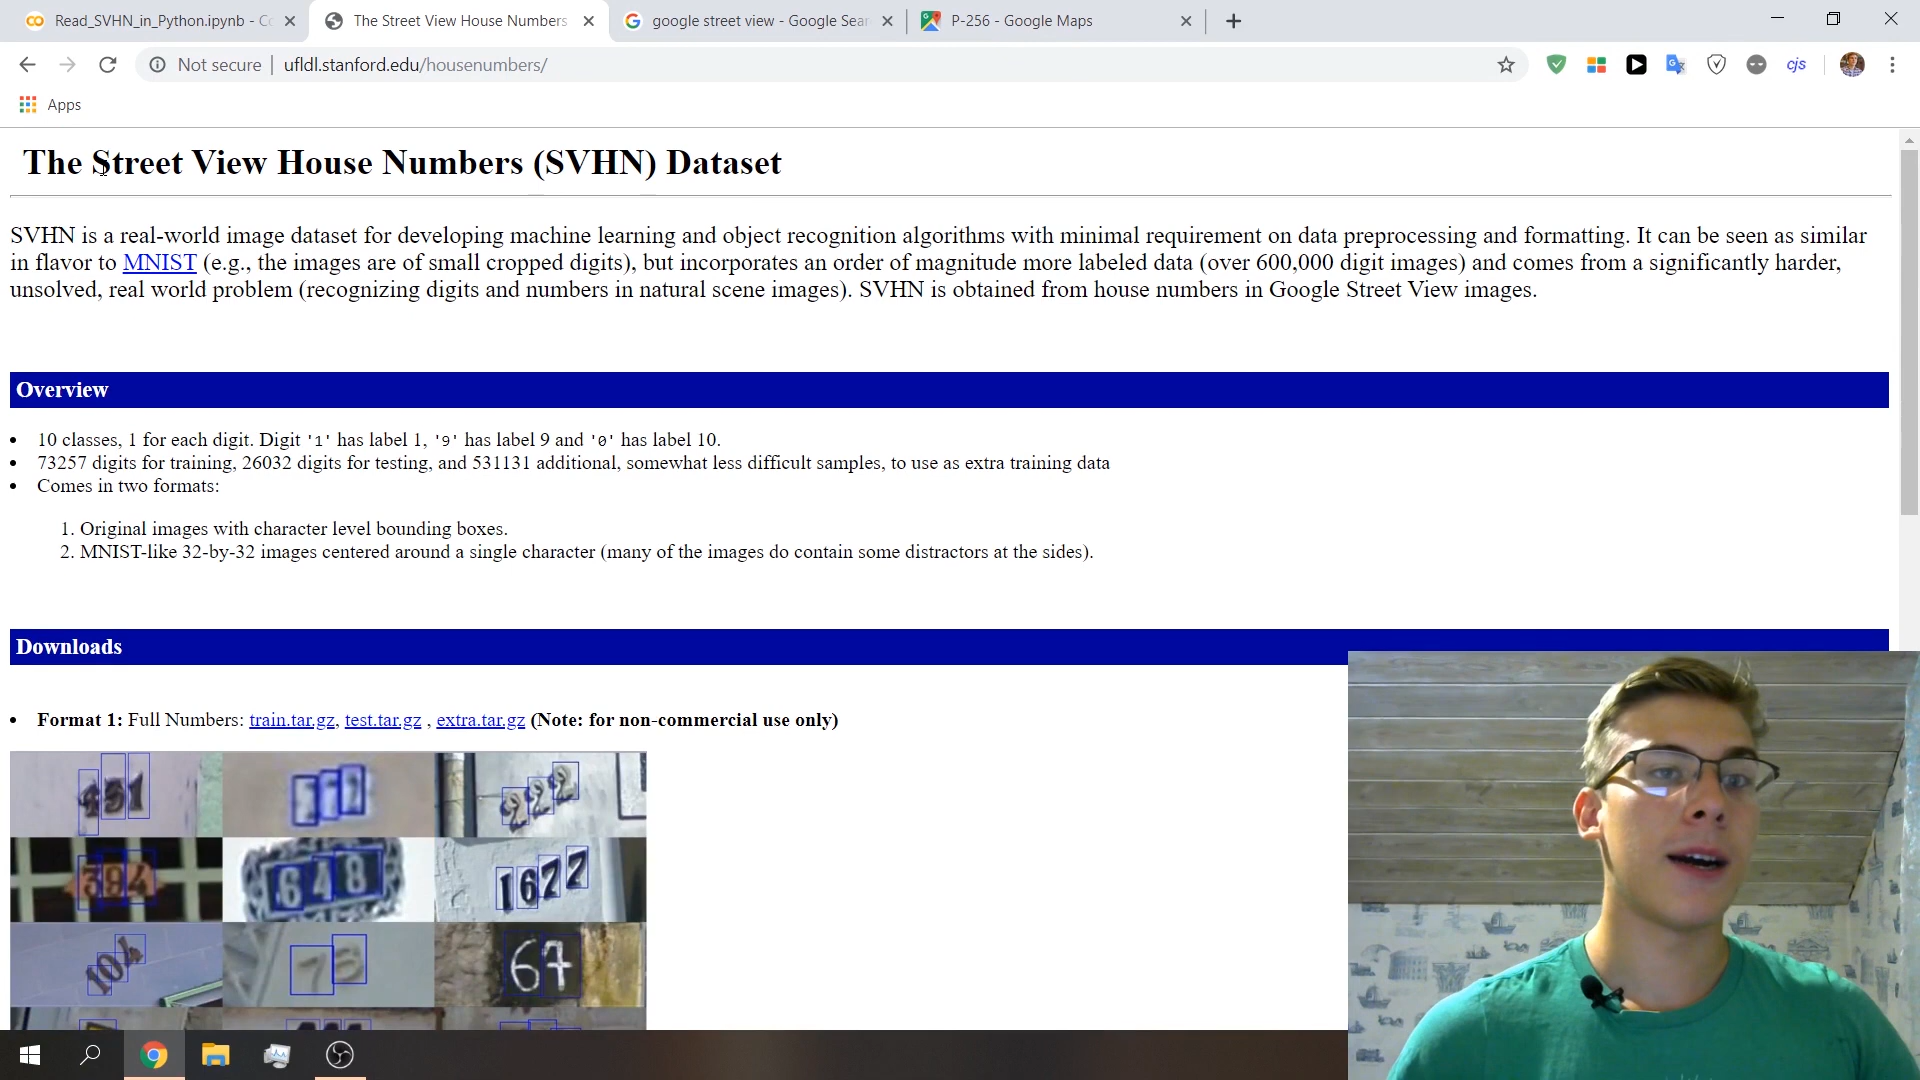 Read_SVHN_in_Python.ipynb - Co
The Street View House Numbers
google street view - Google Sear
P-256 - Google Maps
Not secure | ufldl.stanford.edu/housenumbers/
cjs
Apps
The Street View House Numbers (SVHN) Dataset
SVHN is a real-world image dataset for developing machine learning and object recognition algorithms with minimal requirement on data preprocessing and formatting. It can be seen as similar
in flavor to MNIST (e.g., the images are of small cropped digits), but incorporates an order of magnitude more labeled data (over 600,000 digit images) and comes from a significantly harder,
unsolved, real world problem (recognizing digits and numbers in natural scene images). SVHN is obtained from house numbers in Google Street View images.
Overview
• 10 classes, 1 for each digit. Digit '1' has label 1, '9' has label 9 and '0' has label 10.
• 73257 digits for training, 26032 digits for testing, and 531131 additional, somewhat less difficult samples, to use as extra training data
• Comes in two formats:
1. Original images with character level bounding boxes.
2. MNIST-like 32-by-32 images centered around a single character (many of the images do contain some distractors at the sides).
Downloads
• Format 1: Full Numbers: train.tar.gz, test.tar.gz , extra.tar.gz (Note: for non-commercial use only)
222
394
648
1622
104
73
67